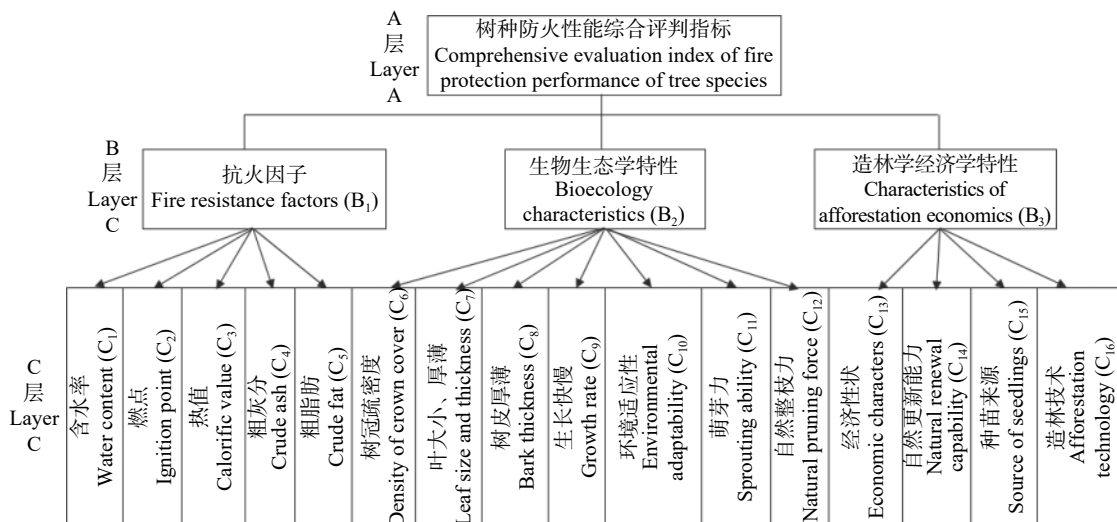 A
层
Layer
A
树种防火性能综合评判指标
Comprehensive evaluation index of fire
protection performance of tree species
B
层
Layer
C
抗火因子
Fire resistance factors (B₁)
生物生态学特性
Bioecology
characteristics (B₂)
造林学经济学特性
Characteristics of
afforestation economics (B₃)
C
层
Layer
C
含水率
Water content (C₁)
燃点
Ignition point (C₂)
热值
Calorific value (C₃)
粗灰分
Crude ash (C₄)
粗脂肪
Crude fat (C₅)
树冠疏密度
Density of crown cover (C₆)
叶大小、厚薄
Leaf size and thickness (C₇)
树皮厚薄
Bark thickness (C₈)
生长快慢
Growth rate (C₉)
环境适应性
Environmental
adaptability (C₁₀)
萌芽力
Sprouting ability (C₁₁)
自然整枝力
Natural pruning force (C₁₂)
经济性状
Economic characters (C₁₃)
自然更新能力
Natural renewal
capability (C₁₄)
种苗来源
Source of seedlings (C₁₅)
造林技术
Afforestation
technology (C₁₆)